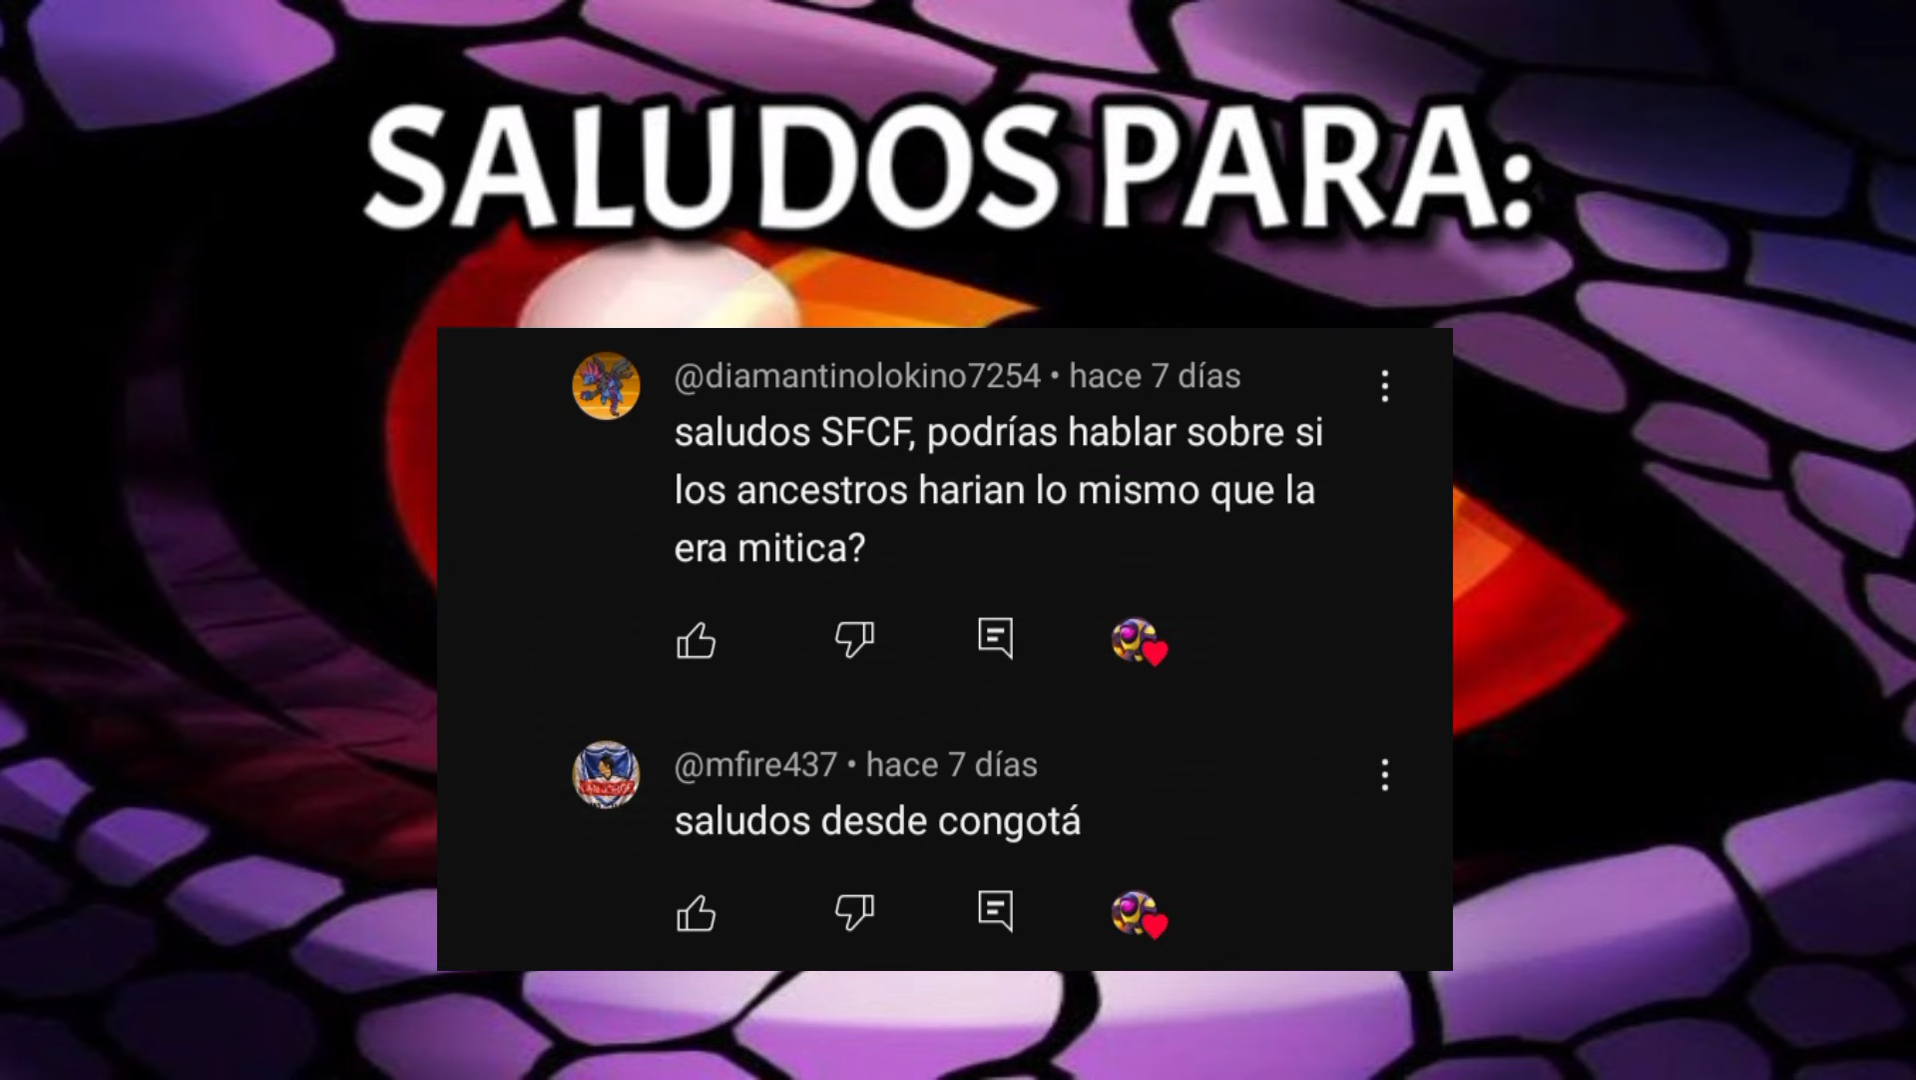 SALUDOS PARA:
@diamantinolokino7254 • hace 7 días
saludos SFCF, podrías hablar sobre si
los ancestros harian lo mismo que la
era mitica?
@mfire437 • hace 7 días
saludos desde congotá